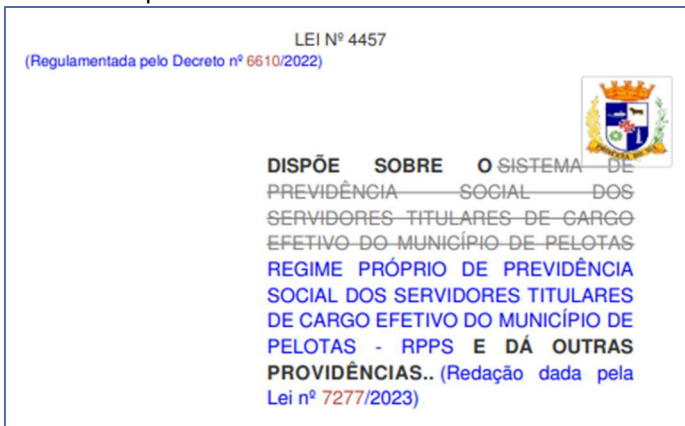 LEI Nº 4457
(Regulamentada pelo Decreto nº 6610/2022)
DISPÕE SOBRE O SISTEMA DE
PREVIDÊNCIA SOCIAL DOS
SERVIDORES TITULARES DE CARGO
EFETIVO DO MUNICÍPIO DE PELOTAS
REGIME PRÓPRIO DE PREVIDÊNCIA
SOCIAL DOS SERVIDORES TITULARES
DE CARGO EFETIVO DO MUNICÍPIO DE
PELOTAS - RPPS E DÁ OUTRAS
PROVIDÊNCIAS.. (Redação dada pela
Lei nº 7277/2023)